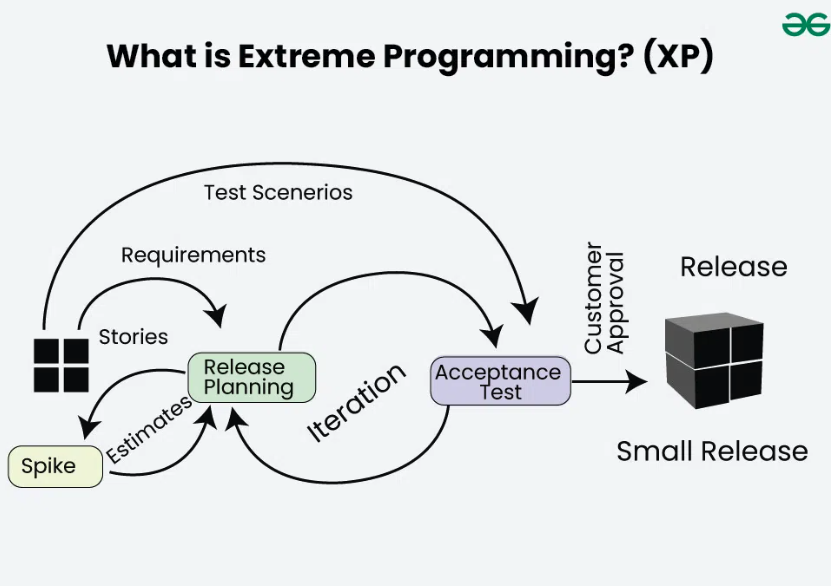 What is Extreme Programming? (XP)
Test Scenerios
Requirements
Stories
Release
Planning
Spike
Estimates
Iteration
Acceptance
Test
Customer
Approval
Release
Small Release